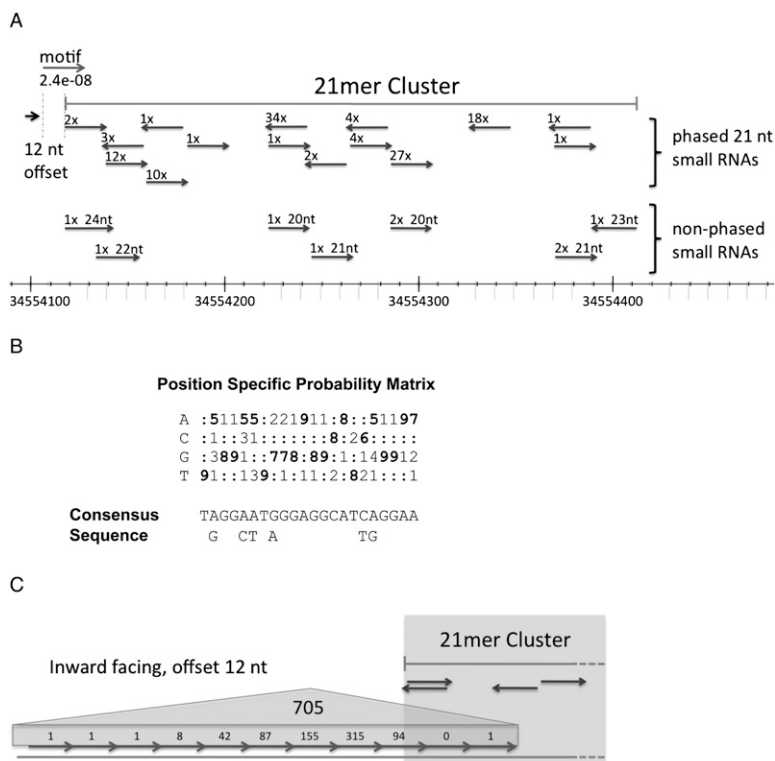 A
motif
2.4e-08
21mer Cluster
2x 1x 34x 4x 18x 1x
3x 1x 1x 4x 1x
12x 2x 27x
10x
12 nt
offset
phased 21 nt
small RNAs
1x 24nt 1x 20nt 2x 20nt 1x 23nt
1x 22nt 1x 21nt 2x 21nt
non-phased
small RNAs
34554100 34554200 34554300 34554400
B
Position Specific Probability Matrix
A :51155:221911:8::51197
C :1::31:::::::8:26:::::
G :3891::778:89:1:149912
T 91::139:1:11:2:821:::1
Consensus TAGGAATGGGAGGCATCAGGAA
Sequence G CT A TG
C
21mer Cluster
Inward facing, offset 12 nt
705
1 1 1 8 42 87 155 315 94 0 1